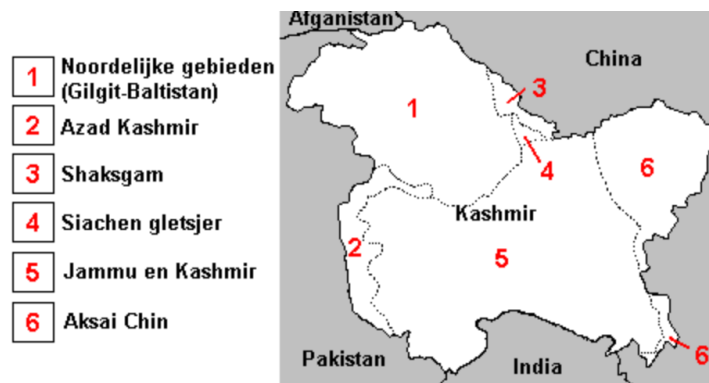 1 Noordelijke gebieden
(Gilgit-Baltistan)
2 Azad Kashmir
3 Shaksgam
4 Siachen gletsjer
5 Jammu en Kashmir
6 Aksai Chin
Afganistan
China
3
1
4
6
Kashmir
2
5
6
Pakistan
India